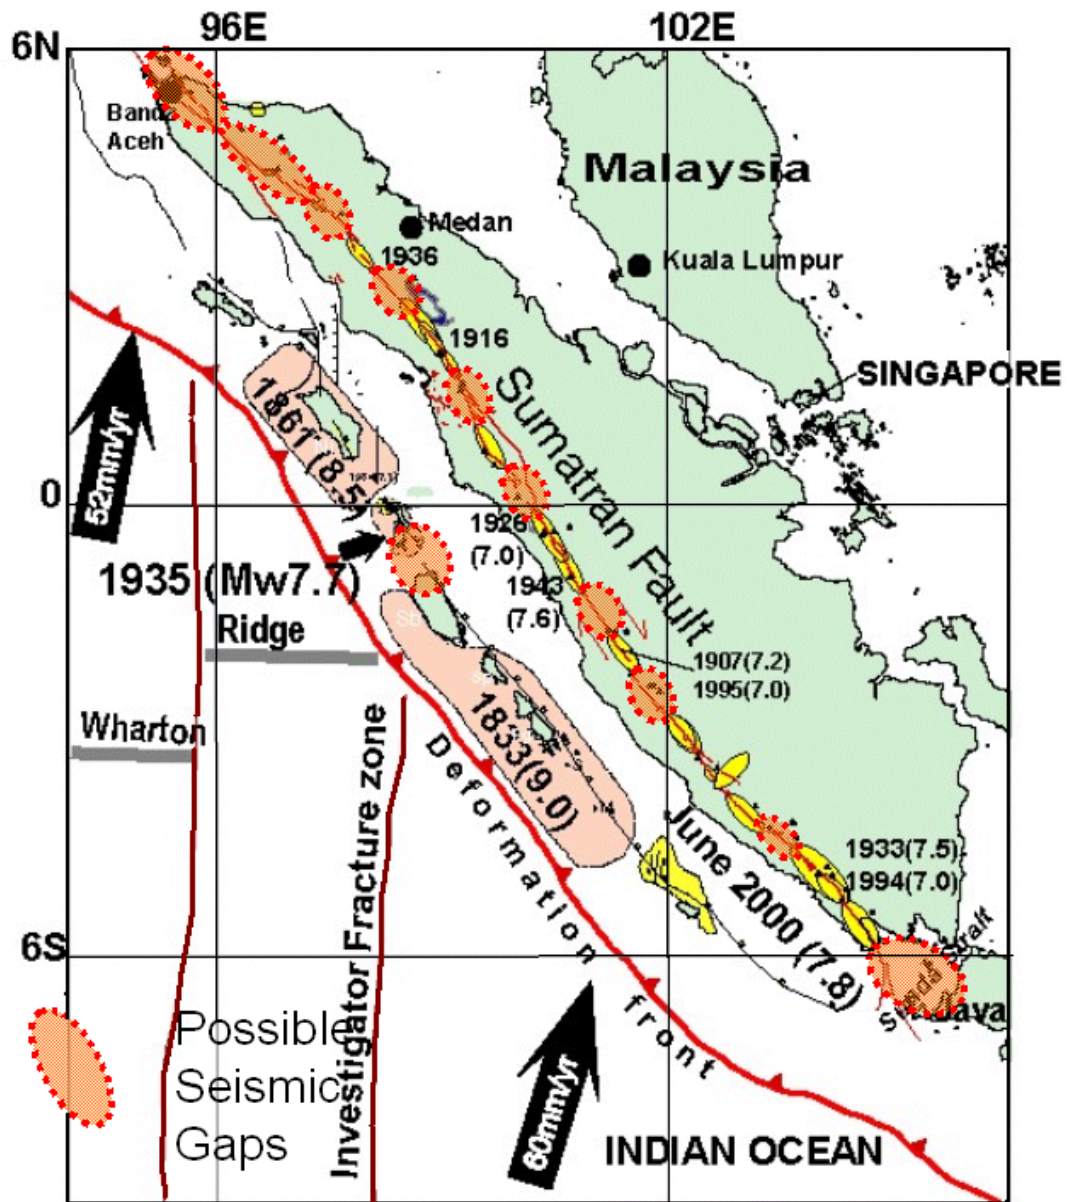 96E
102E
6N
Banda
Aceh
Malaysia
Medan
Kuala Lumpur
1936
1916
SINGAPORE
Sumatran Fault
1861 (8.5)
52mm/yr
0
1926
(7.0)
1935 (Mw7.7)
1943
(7.6)
Ridge
Sb
1907(7.2)
1995(7.0)
Wharton
1833(9.0)
Deformation front
Investigator Fracture zone
June 2000 (7.8)
1933(7.5)
1994(7.0)
6S
Sunda Strait
Java
Possible
Seismic
Gaps
60mm/yr
INDIAN OCEAN